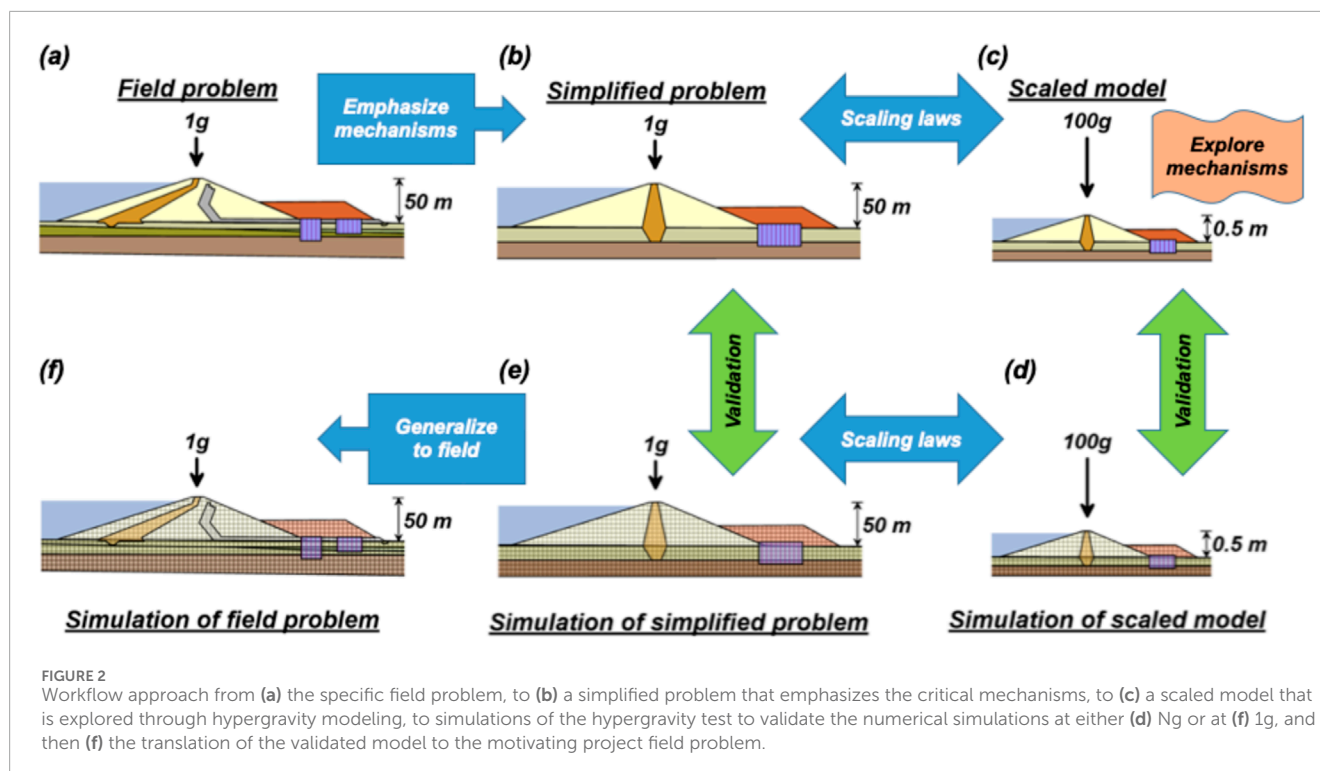 (a)
Field problem
1g
50 m
Emphasize
mechanisms
(b)
Simplified problem
1g
50 m
Scaling laws
(c)
Scaled model
100g
0.5 m
Explore
mechanisms
Validation
Validation
(f)
1g
50 m
Simulation of field problem
Generalize
to field
(e)
1g
50 m
Simulation of simplified problem
Scaling laws
(d)
100g
0.5 m
Simulation of scaled model
FIGURE 2
Workflow approach from (a) the specific field problem, to (b) a simplified problem that emphasizes the critical mechanisms, to (c) a scaled model that
is explored through hypergravity modeling, to simulations of the hypergravity test to validate the numerical simulations at either (d) Ng or at (f) 1g, and
then (f) the translation of the validated model to the motivating project field problem.